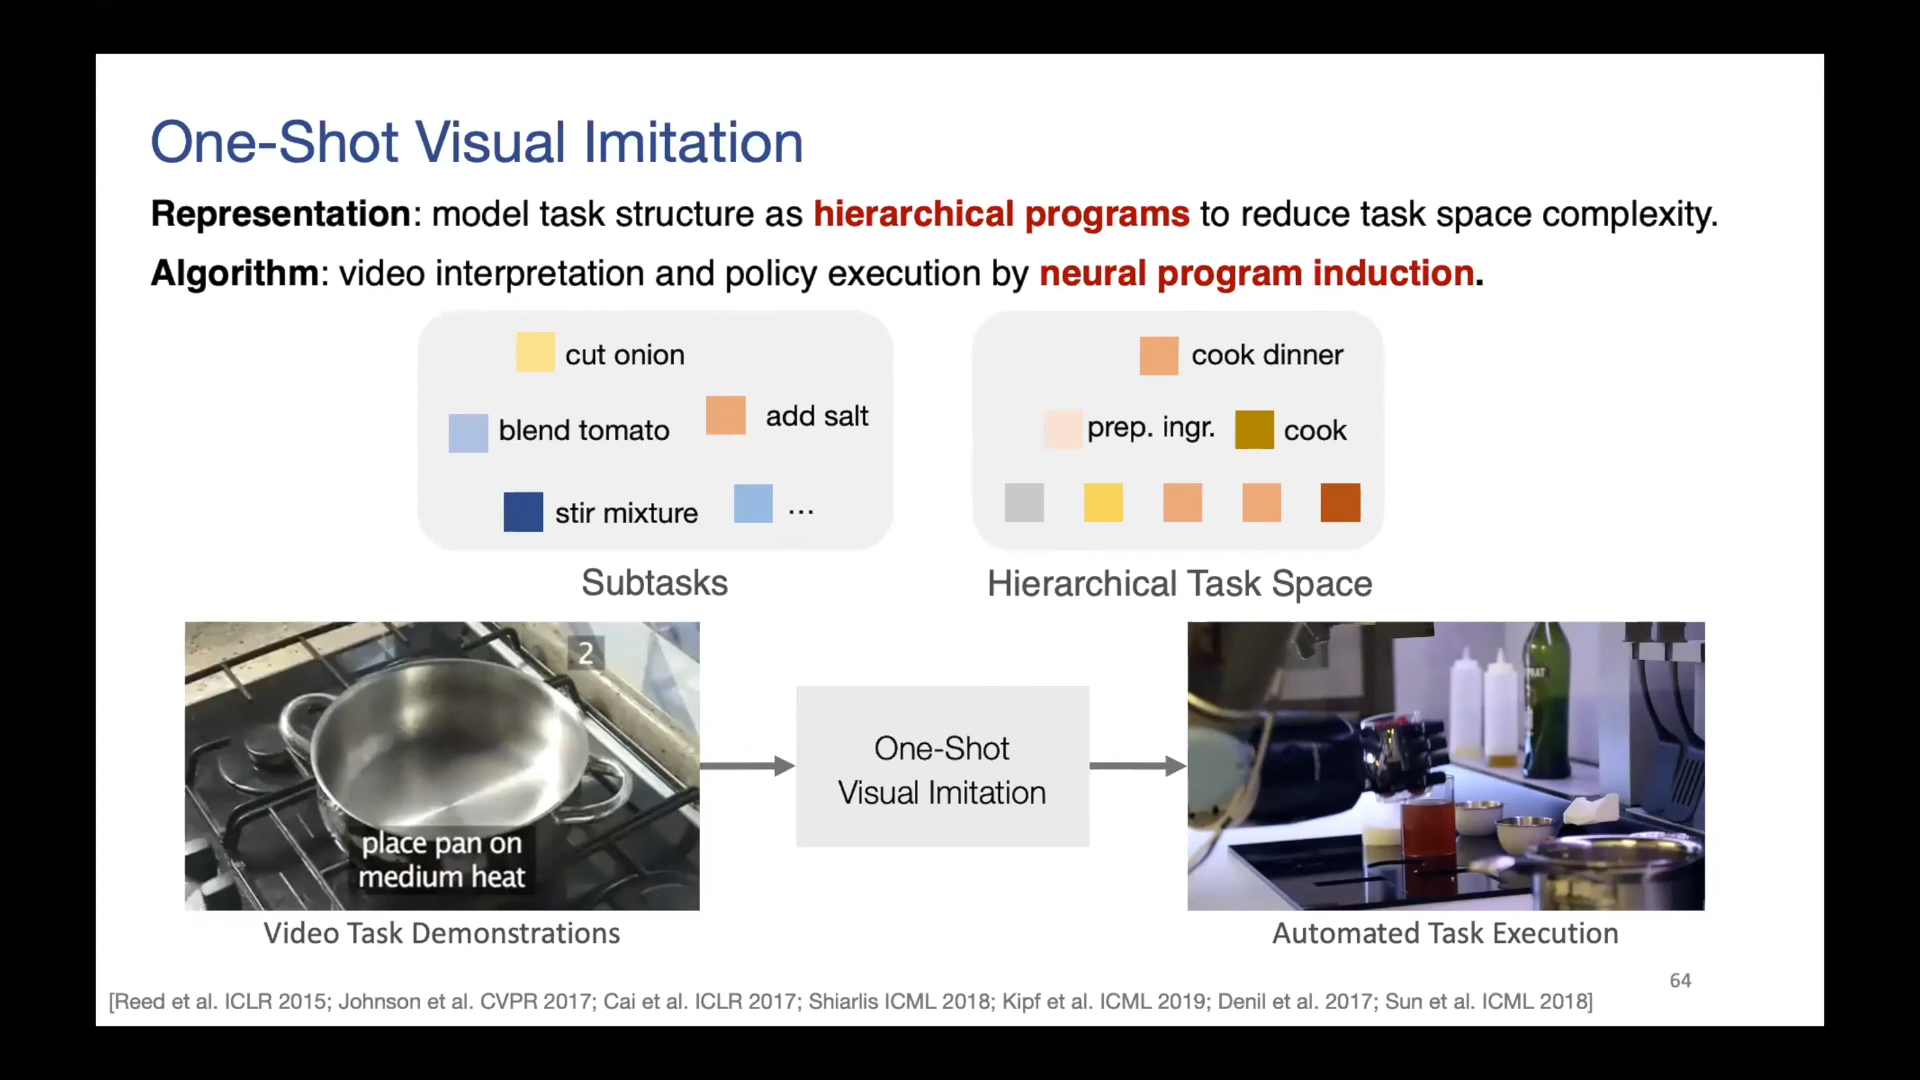 One-Shot Visual Imitation
Representation: model task structure as hierarchical programs to reduce task space complexity.
Algorithm: video interpretation and policy execution by neural program induction.
cut onion
blend tomato
add salt
stir mixture
...
Subtasks
cook dinner
prep. ingr.
cook
Hierarchical Task Space
2
place pan on
medium heat
Video Task Demonstrations
One-Shot
Visual Imitation
Automated Task Execution
64
[Reed et al. ICLR 2015; Johnson et al. CVPR 2017; Cai et al. ICLR 2017; Shiarlis ICML 2018; Kipf et al. ICML 2019; Denil et al. 2017; Sun et al. ICML 2018]